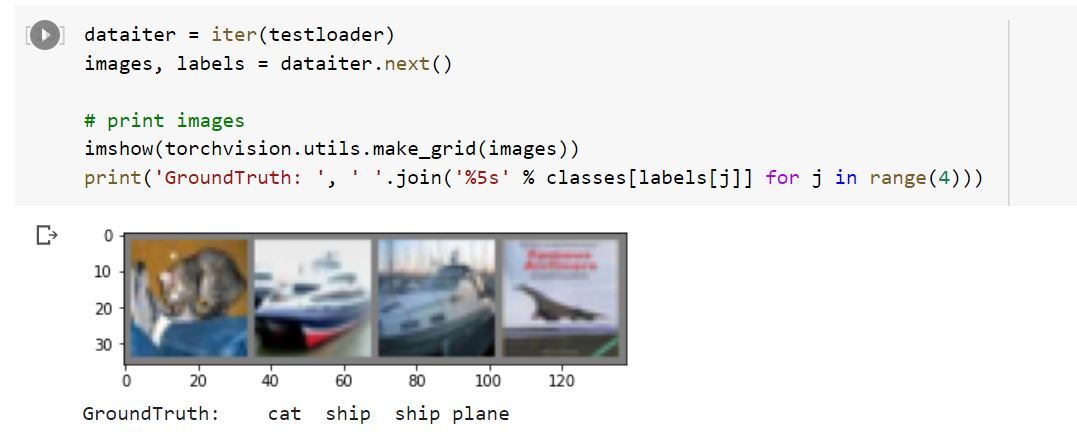 dataiter = iter(testloader)
images, labels = dataiter.next()
# print images
imshow(torchvision.utils.make_grid(images))
print('GroundTruth: ', ' '.join('%5s' % classes[labels[j]] for j in range(4)))
0
10
20
30
Famous
Airliners
0 20 40 60 80 100 120
GroundTruth: cat ship ship plane